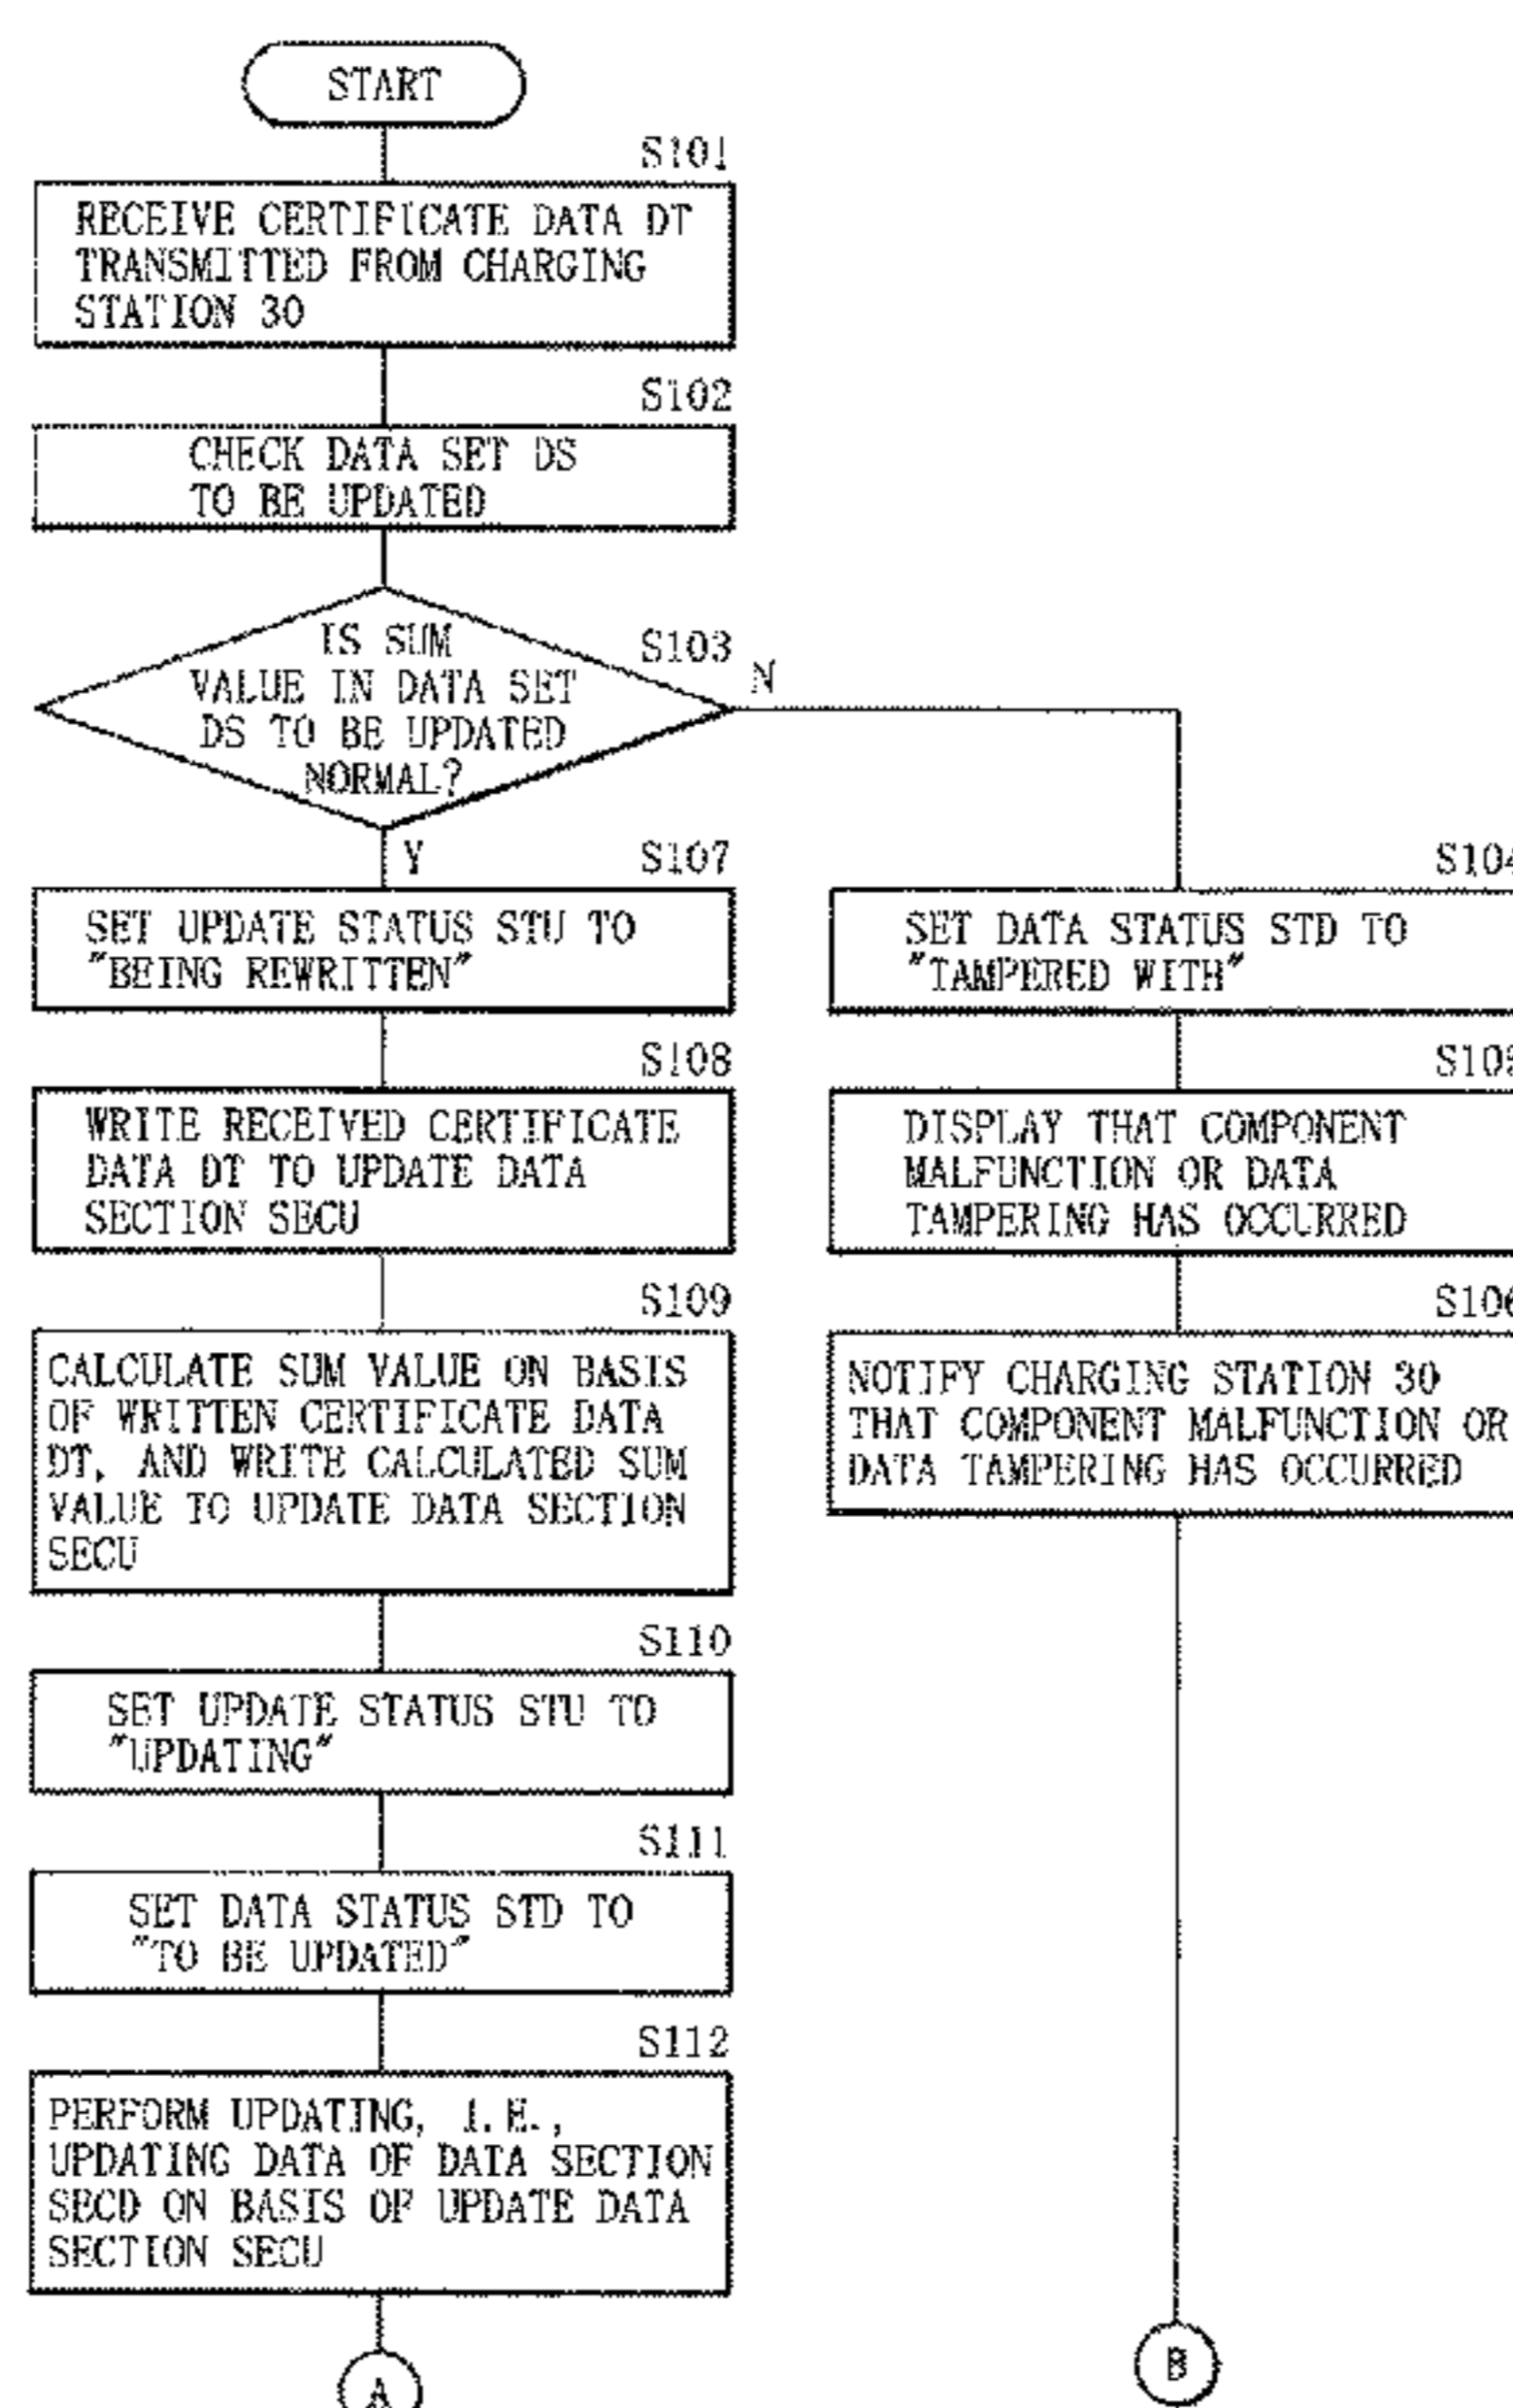 START
S101
RECEIVE CERTIFICATE DATA DT
TRANSMITTED FROM CHARGING
STATION 30
S102
CHECK DATA SET DS
TO BE UPDATED
S103
IS SUM
VALUE IN DATA SET
DS TO BE UPDATED
NORMAL?
N
Y
S107
SET UPDATE STATUS STU TO
"BEING REWRITTEN"
S108
WRITE RECEIVED CERTIFICATE
DATA DT TO UPDATE DATA
SECTION SECU
S109
CALCULATE SUM VALUE ON BASIS
OF WRITTEN CERTIFICATE DATA
DT, AND WRITE CALCULATED SUM
VALUE TO UPDATE DATA SECTION
SECU
S110
SET UPDATE STATUS STU TO
"UPDATING"
S111
SET DATA STATUS STD TO
"TO BE UPDATED"
S112
PERFORM UPDATING, I.E.,
UPDATING DATA OF DATA SECTION
SECD ON BASIS OF UPDATE DATA
SECTION SECU
A
S104
SET DATA STATUS STD TO
"TAMPERED WITH"
S105
DISPLAY THAT COMPONENT
MALFUNCTION OR DATA
TAMPERING HAS OCCURRED
S106
NOTIFY CHARGING STATION 30
THAT COMPONENT MALFUNCTION OR
DATA TAMPERING HAS OCCURRED
B